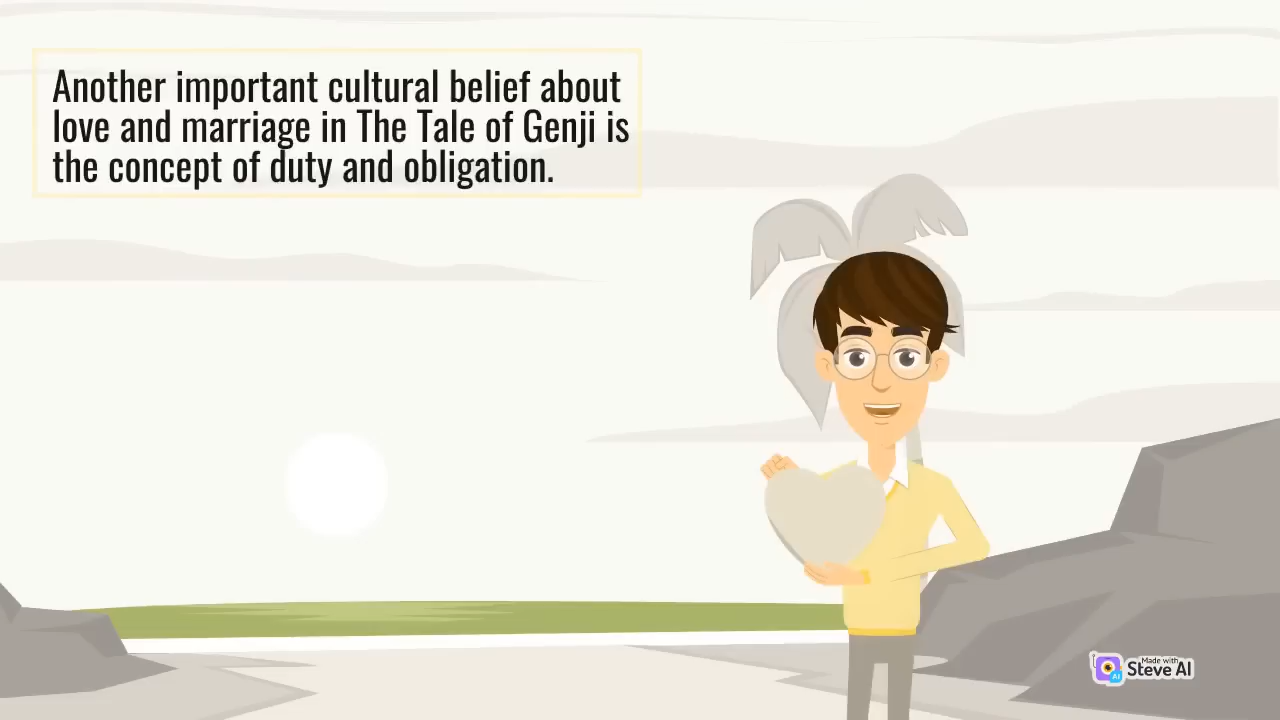 Another important cultural belief about
love and marriage in The Tale of Genji is
the concept of duty and obligation.
Made with
Steve AI
AI